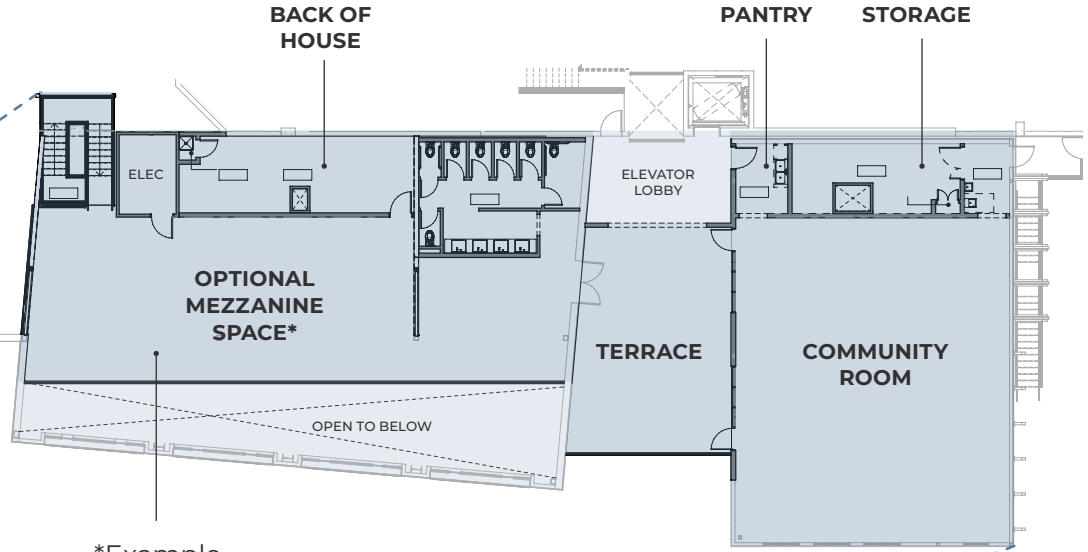 BACK OF
HOUSE
PANTRY
STORAGE
ELEC
ELEVATOR
LOBBY
OPTIONAL
MEZZANINE
SPACE*
TERRACE
COMMUNITY
ROOM
OPEN TO BELOW
*Example